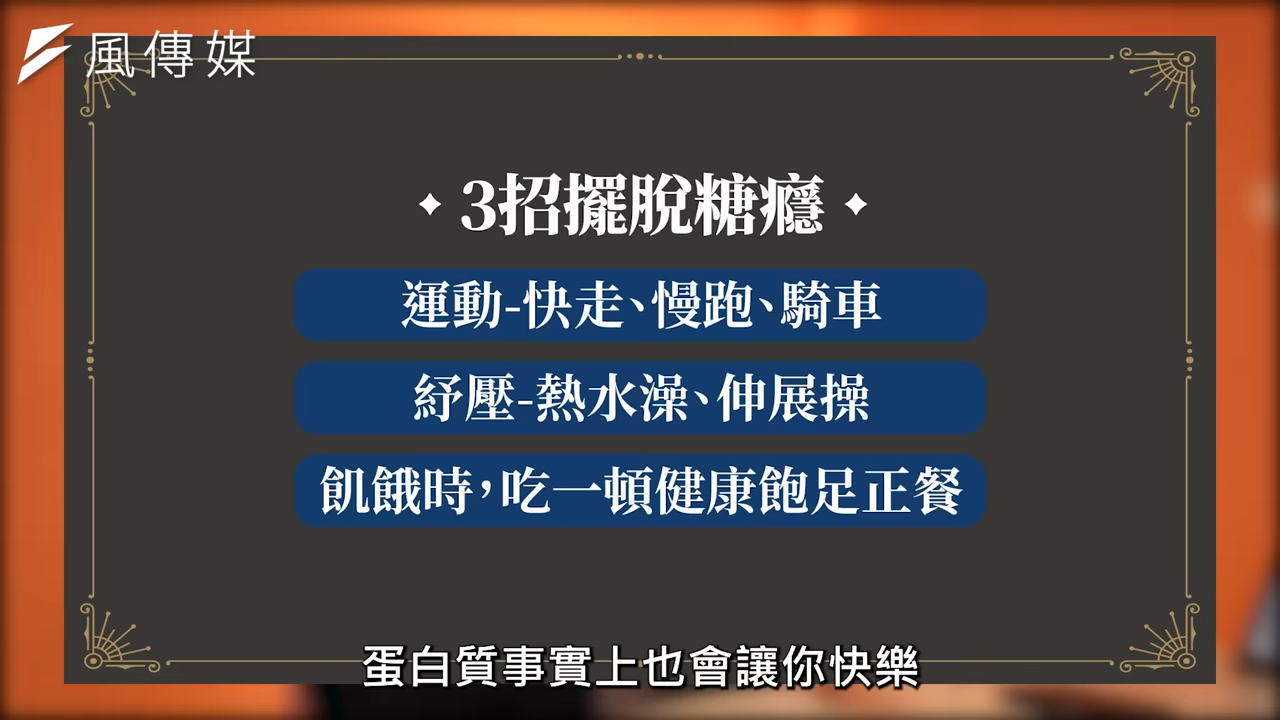 風傳媒
3招擺脫糖癮
運動-快走、慢跑、騎車
紓壓-熱水澡、伸展操
飢餓時，吃一頓健康飽足正餐
蛋白質事實上也會讓你快樂